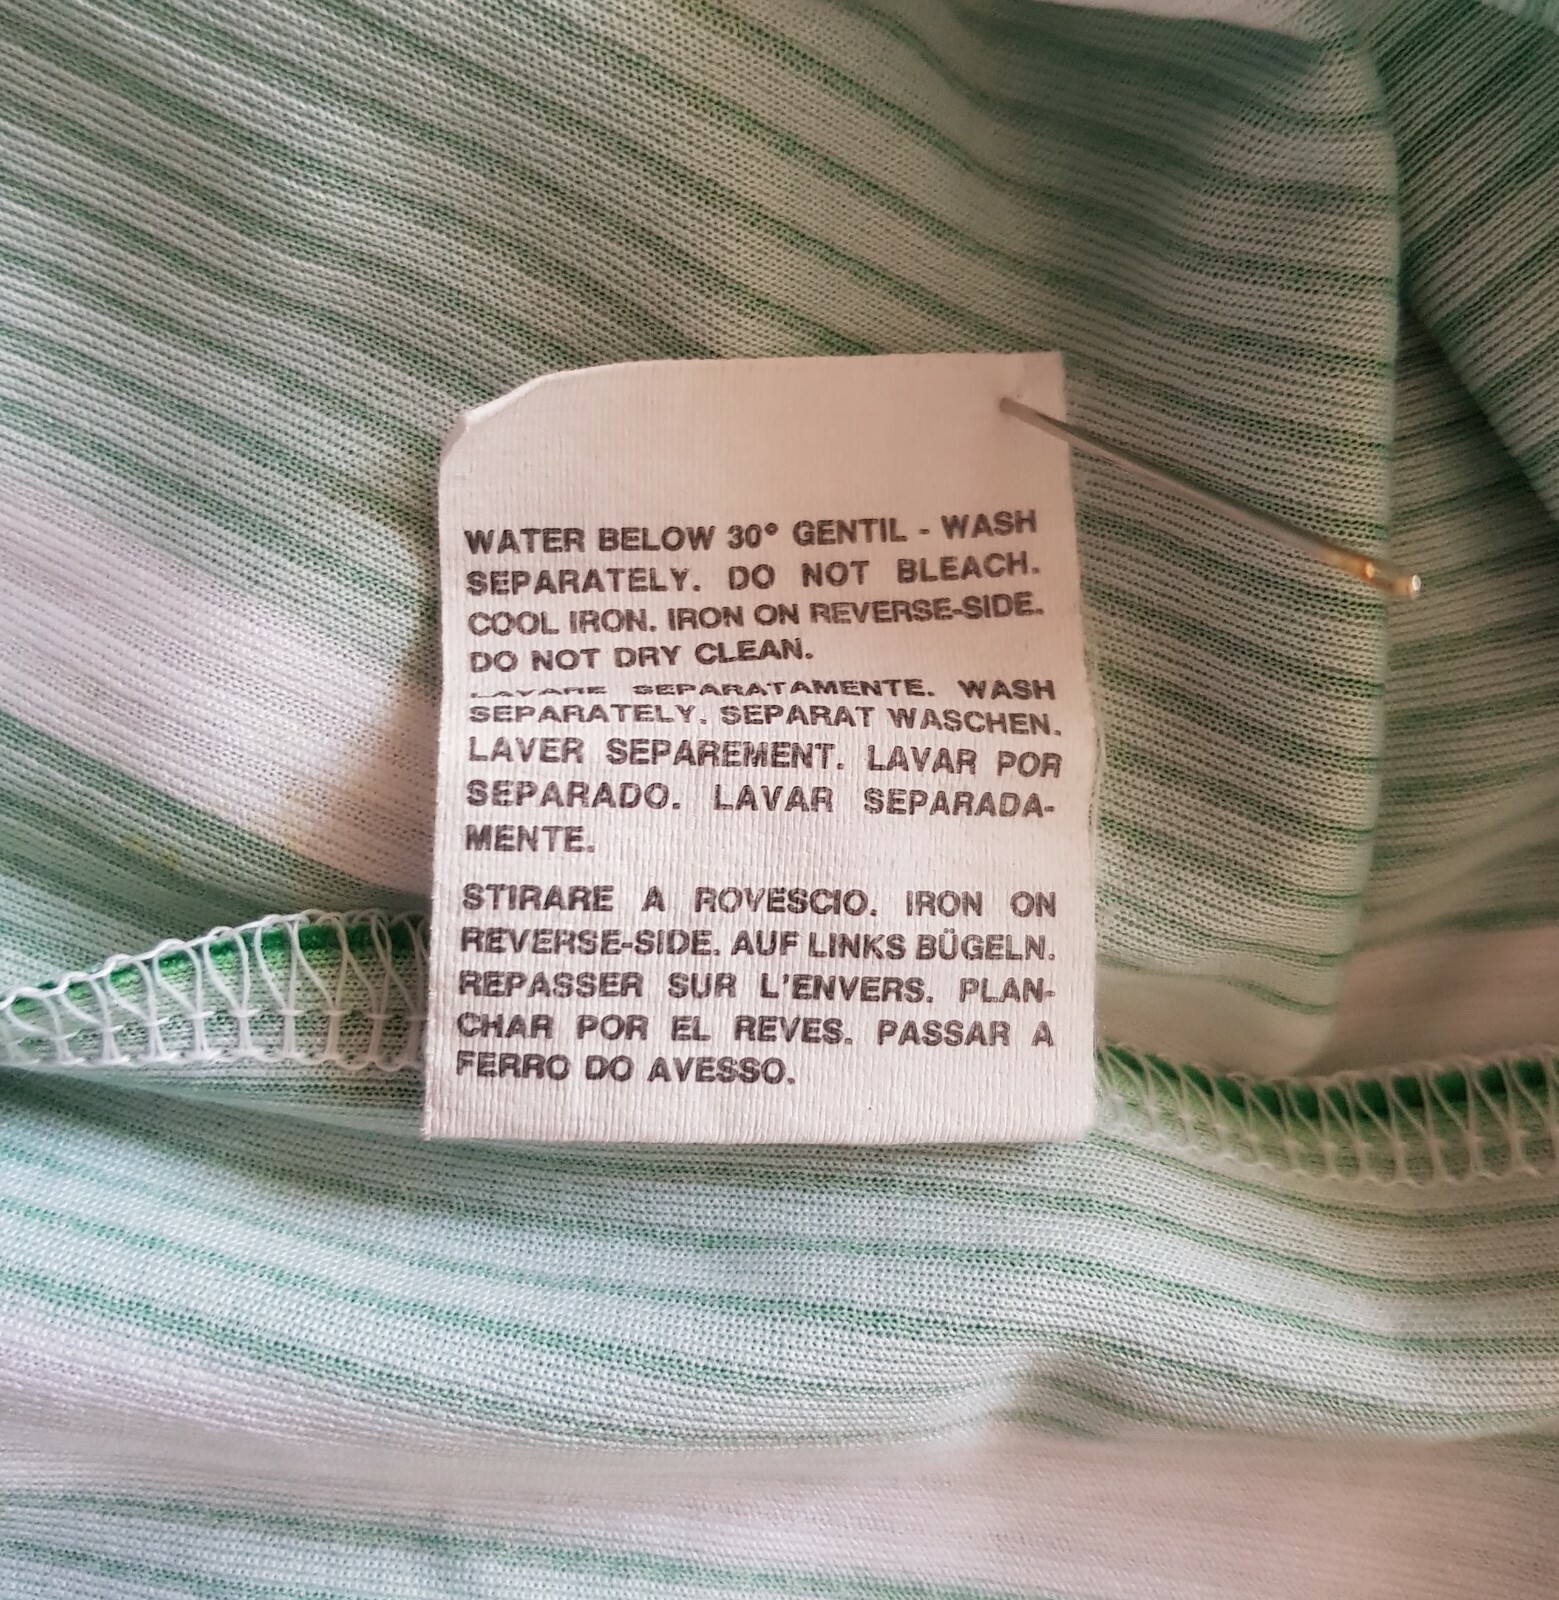 WATER BELOW 30° GENTIL - WASH
SEPARATELY. DO NOT BLEACH.
COOL IRON. IRON ON REVERSE-SIDE.
DO NOT DRY CLEAN.
LAVARE SEPARATAMENTE. WASH
SEPARATELY. SEPARAT WASCHEN.
LAVER SEPAREMENT. LAVAR POR
SEPARADO. LAVAR SEPARADA-
MENTE.
STIRARE A ROVESCIO. IRON ON
REVERSE-SIDE. AUF LINKS BÜGELN.
REPASSER SUR L'ENVERS. PLAN-
CHAR POR EL REVES. PASSAR A
FERRO DO AVESSO.